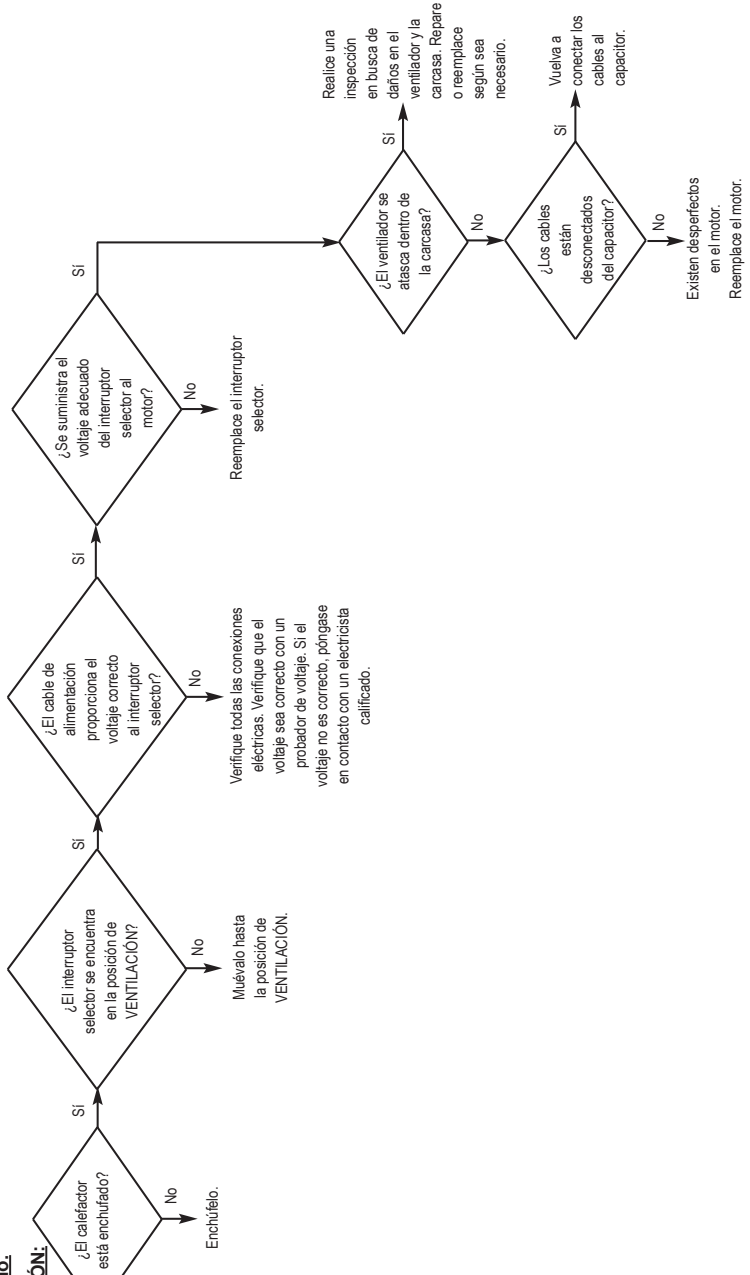 no.
ÓN:
¿El calefactor
está enchufado?
Sí
No
Enchúfelo.
¿El interruptor
selector se encuentra
en la posición de
VENTILACIÓN?
Sí
No
Muévalo hasta
la posición de
VENTILACIÓN.
¿El cable de
alimentación
proporciona el
voltaje correcto
al interruptor
selector?
Sí
No
Verifique todas las conexiones
eléctricas. Verifique que el
voltaje sea correcto con un
probador de voltaje. Si el
voltaje no es correcto, póngase
en contacto con un electricista
calificado.
¿Se suministra el
voltaje adecuado
del interruptor
selector al
motor?
Sí
No
Reemplace el interruptor
selector.
¿El ventilador se
atasca dentro de
la carcasa?
Sí
Realice una
inspección
en busca de
daños en el
ventilador y la
carcasa. Repare
o reemplace
según sea
necesario.
No
¿Los cables
están
desconectados
del capacitor?
Sí
Vuelva a
conectar los
cables al
capacitor.
No
Existen desperfectos
en el motor.
Reemplace el motor.